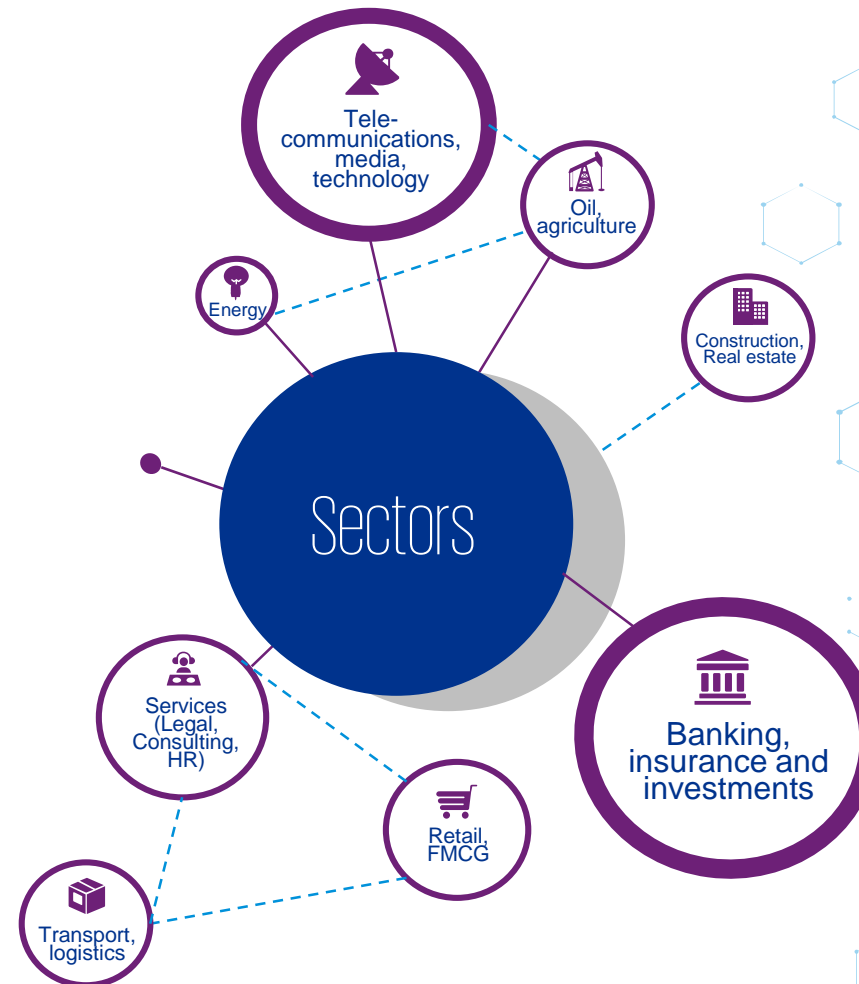 Tele-
communications,
media,
technology
Oil,
agriculture
Energy
Construction,
Real estate
Sectors
Services
(Legal,
Consulting,
HR)
Banking,
insurance and
investments
Retail,
FMCG
Transport,
logistics